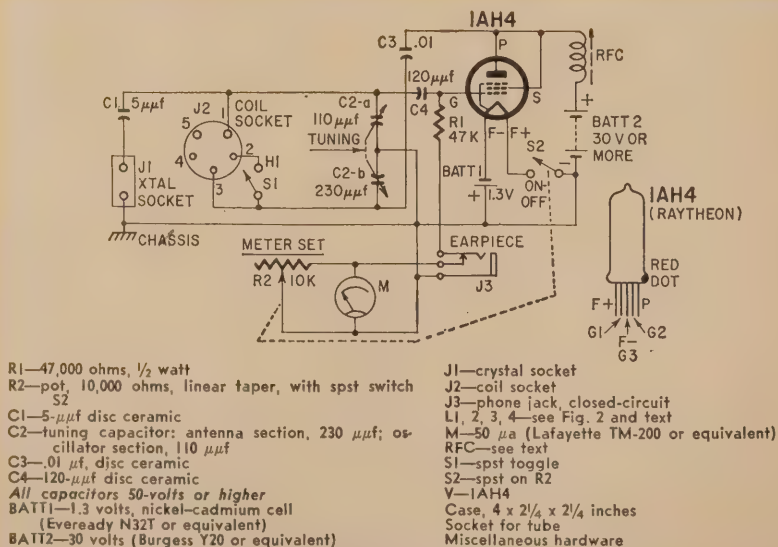 1AH4
C3 .01
P
RFC
120μμf
C1
5μμf
J2
COIL
SOCKET
C2-a
110μμf
C4
G
S
+
BATT 2
30 V OR
MORE
–
5
1
4
2
3
TUNING
R1
47K
F–
F+
S2
H1
S1
J1
XTAL
SOCKET
C2-b
230μμf
BATT1
+
1.3V
ON-
OFF
1AH4
(RAYTHEON)
CHASSIS
METER SET
EARPIECE
R2
10K
M
J3
RED
DOT
F+
P
G1
G2
F–
G3
R1—47,000 ohms, ½ watt
R2—pot, 10,000 ohms, linear taper, with spst switch
S2
C1—5-μμf disc ceramic
C2—tuning capacitor: antenna section, 230 μμf; os-
cillator section, 110 μμf
C3—.01 μf, disc ceramic
C4—120-μμf disc ceramic
All capacitors 50-volts or higher
BATT1—1.3 volts, nickel-cadmium cell
(Eveready N32T or equivalent)
BATT2—30 volts (Burgess Y20 or equivalent)
J1—crystal socket
J2—coil socket
J3—phone jack, closed-circuit
L1, 2, 3, 4—see Fig. 2 and text
M—50 μa (Lafayette TM-200 or equivalent)
RFC—see text
S1—spst toggle
S2—spst on R2
V—1AH4
Case, 4 x 2¼ x 2¼ inches
Socket for tube
Miscellaneous hardware